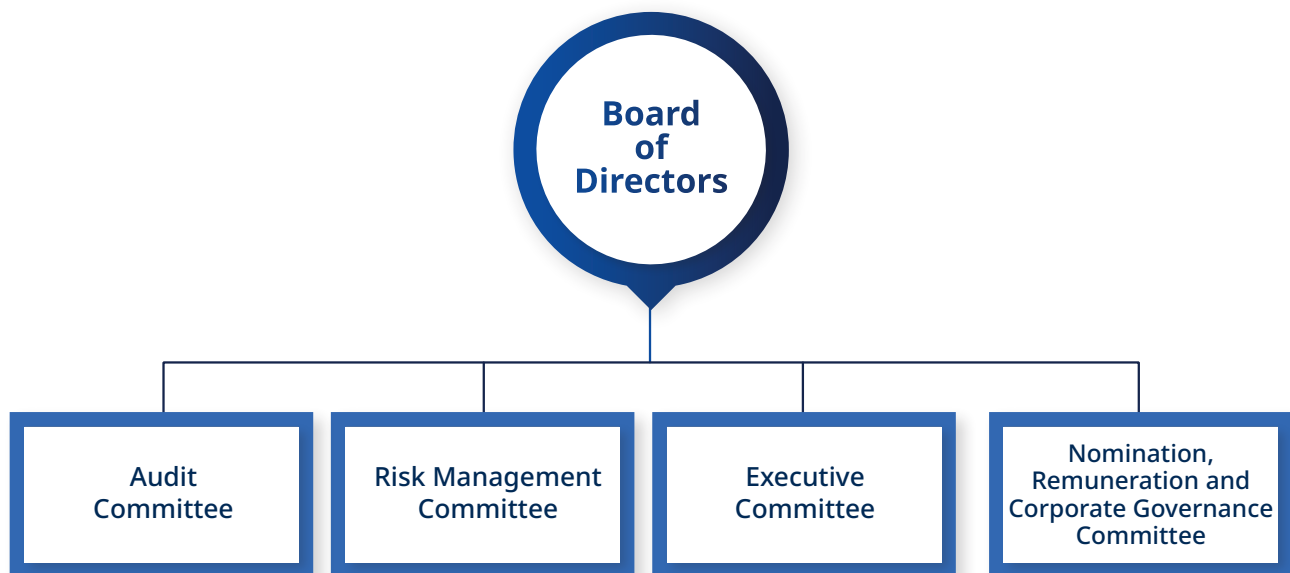 Board
of
Directors
Audit
Committee
Risk Management
Committee
Executive
Committee
Nomination,
Remuneration and
Corporate Governance
Committee